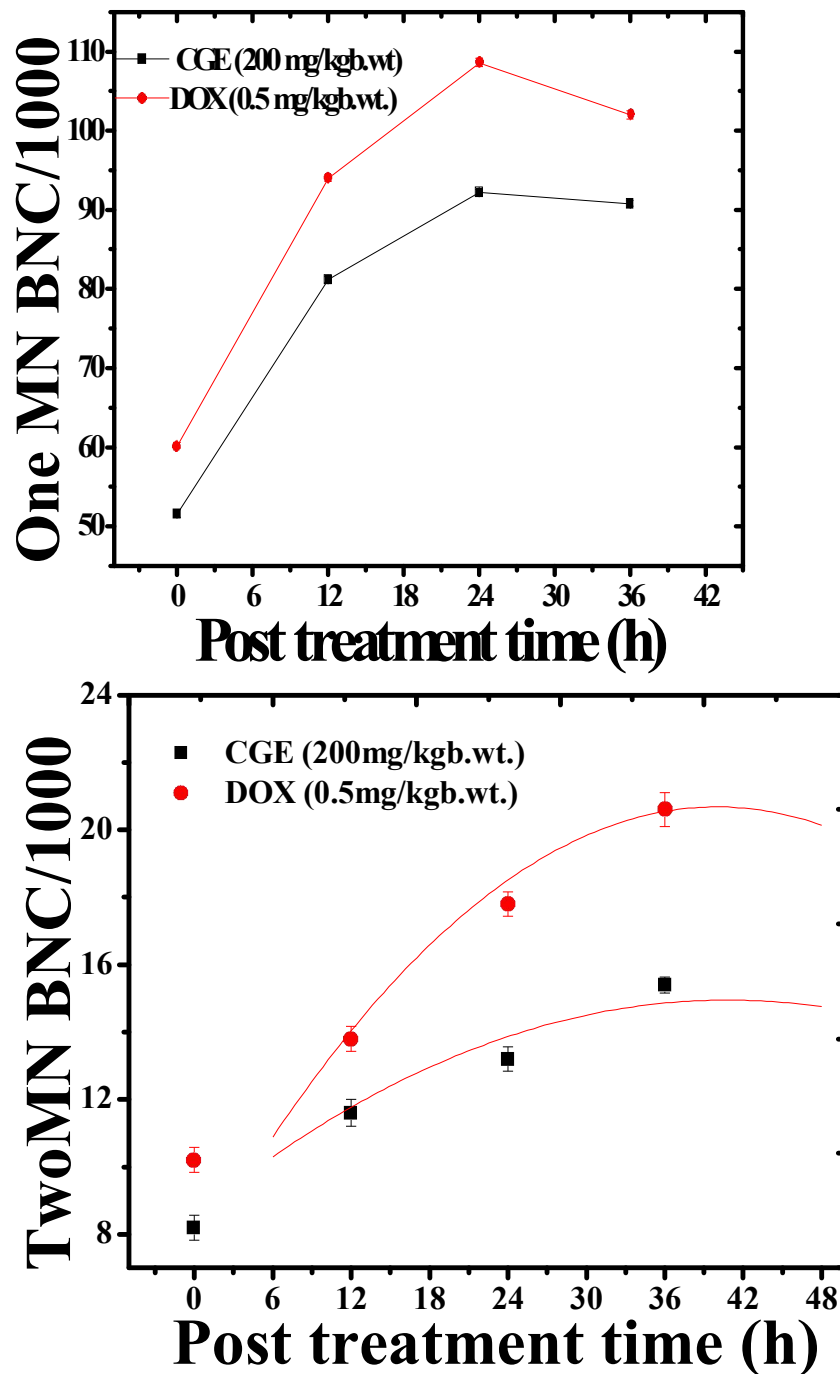 One MN BNC/1000
110
100
90
80
70
60
50
CGE (200 mg/kgb.wt)
DOX (0.5 mg/kgb.wt.)
0 6 12 18 24 30 36 42
Post treatment time (h)
TwoMN BNC/1000
24
20
16
12
8
CGE (200mg/kgb.wt.)
DOX (0.5mg/kgb.wt.)
0 6 12 18 24 30 36 42 48
Post treatment time (h)